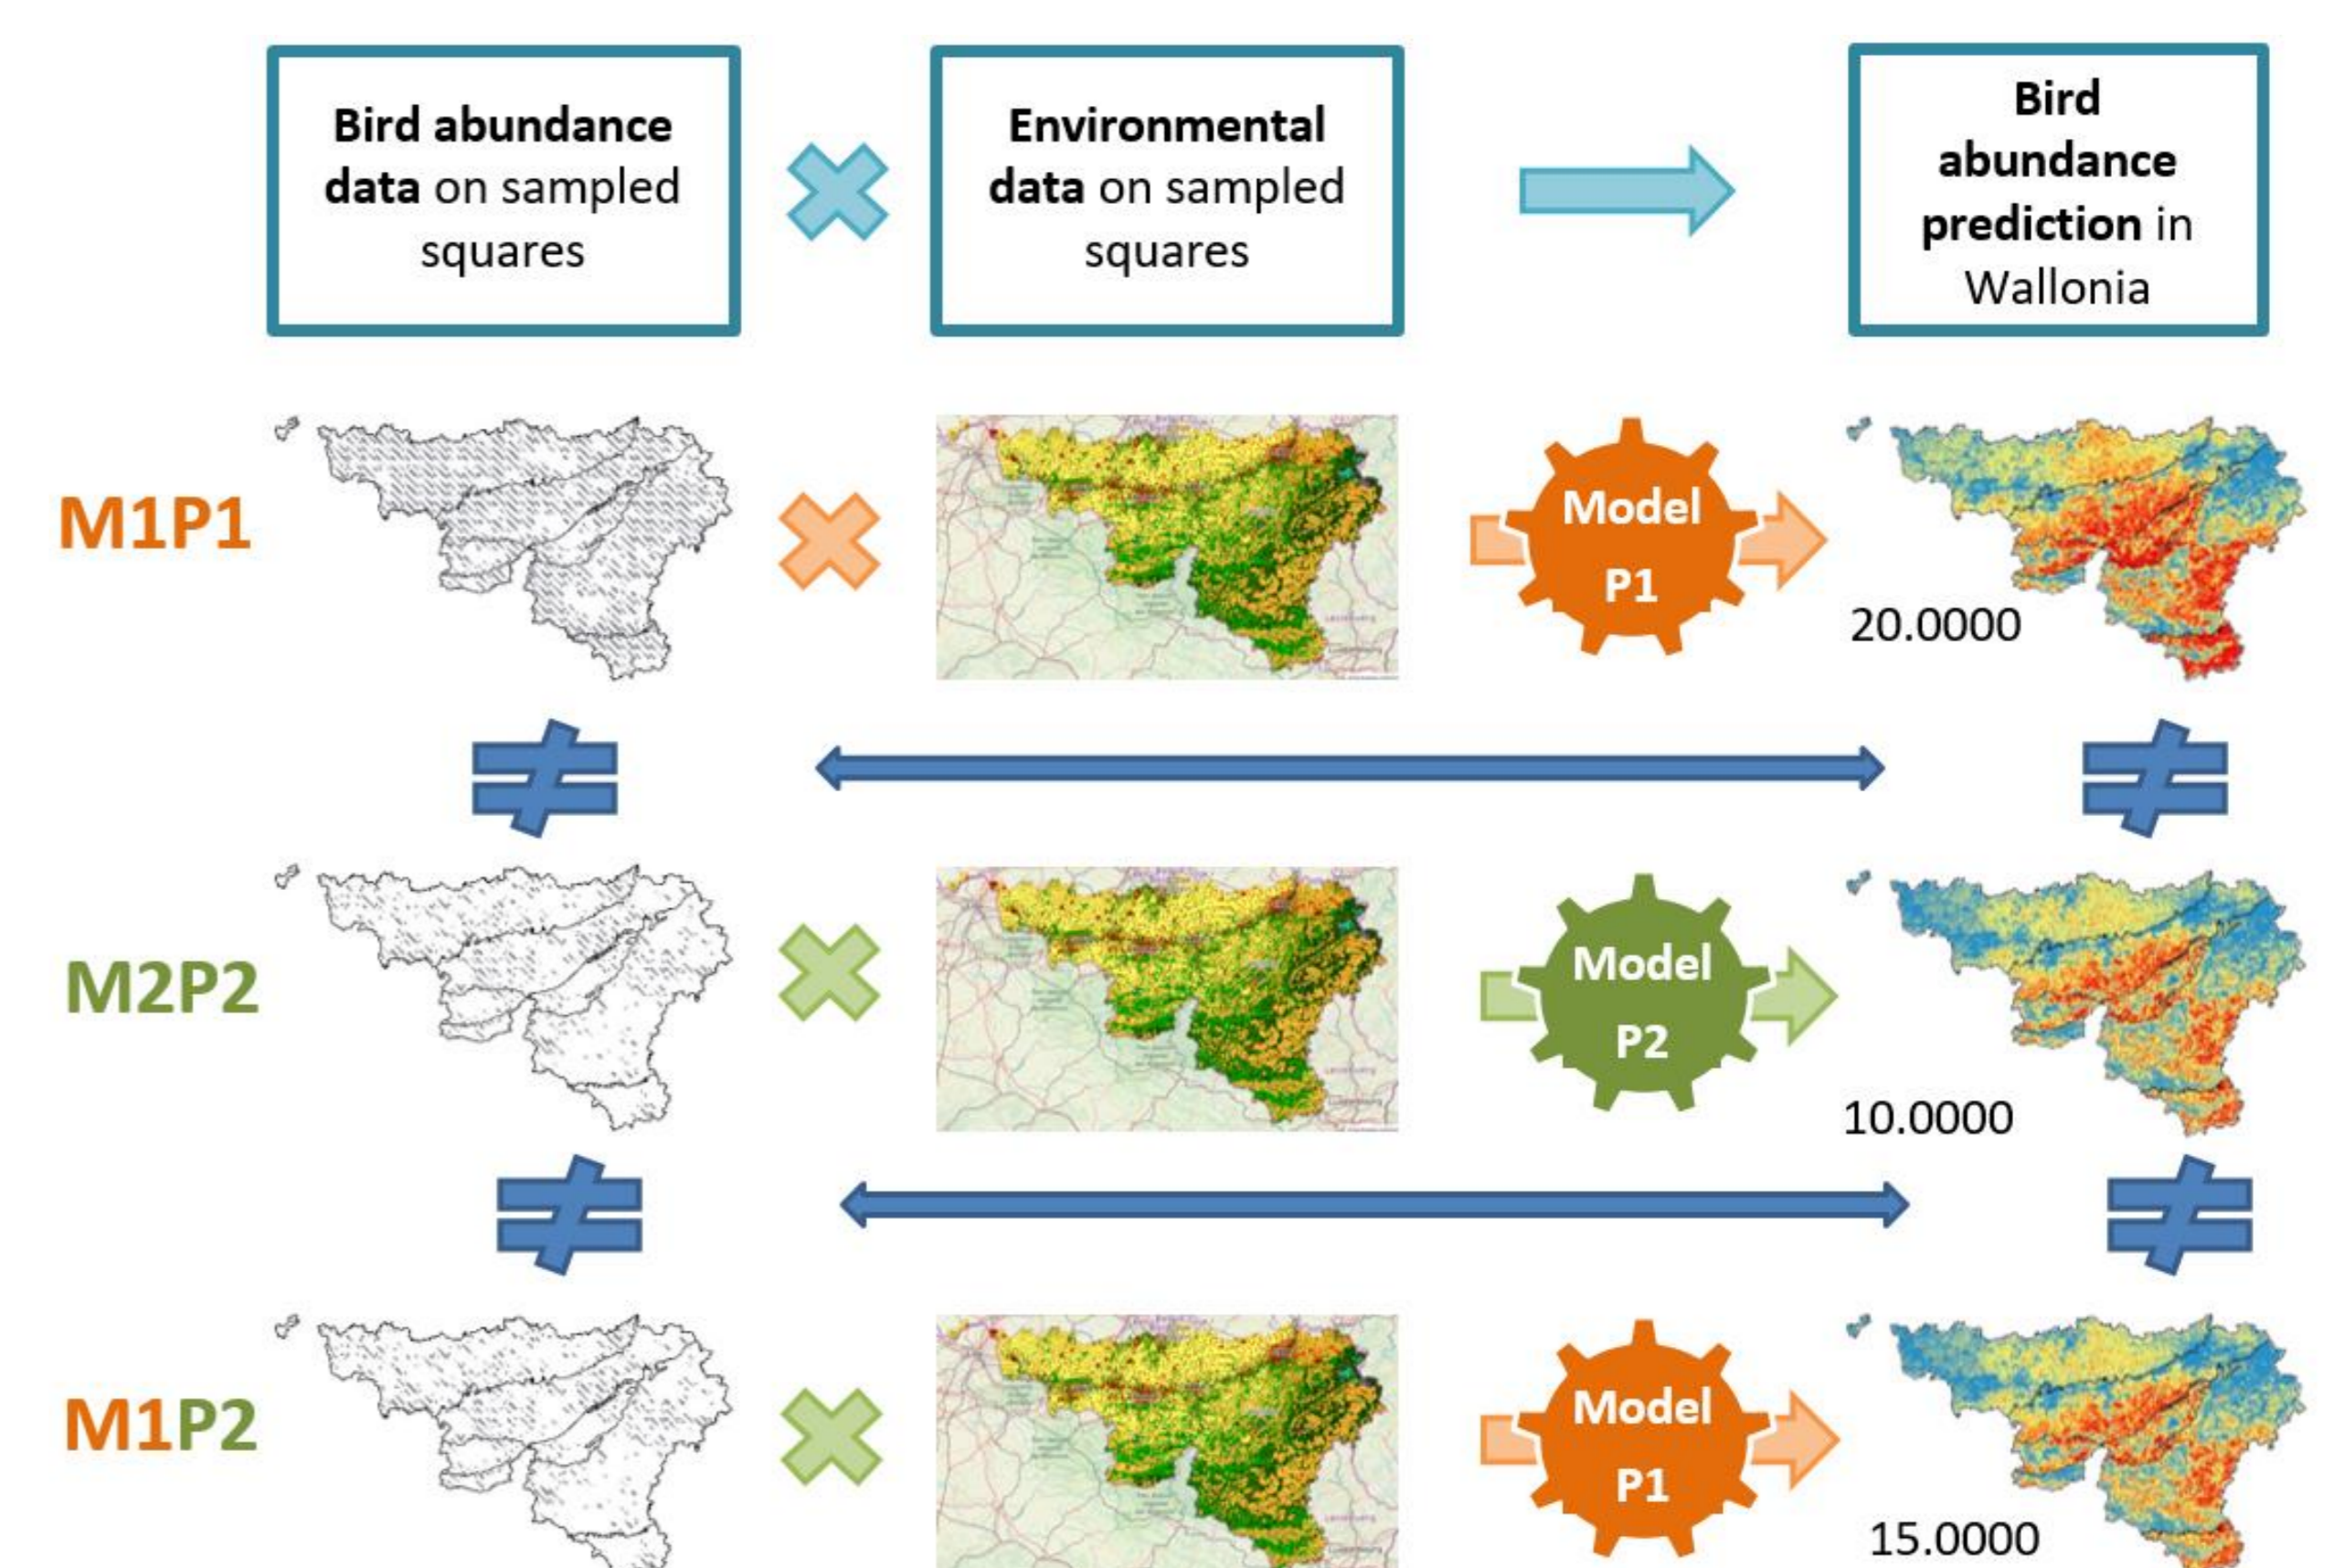 Bird abundance
data on sampled
squares
Environmental
data on sampled
squares
Bird
abundance
prediction in
Wallonia
M1P1
Model
P1
20.0000
M2P2
Model
P2
10.0000
M1P2
Model
P1
15.0000